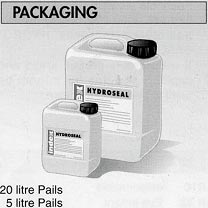 PACKAGING
HYDROSEAL
HYDROSEAL
20 litre Pails
5 litre Pails